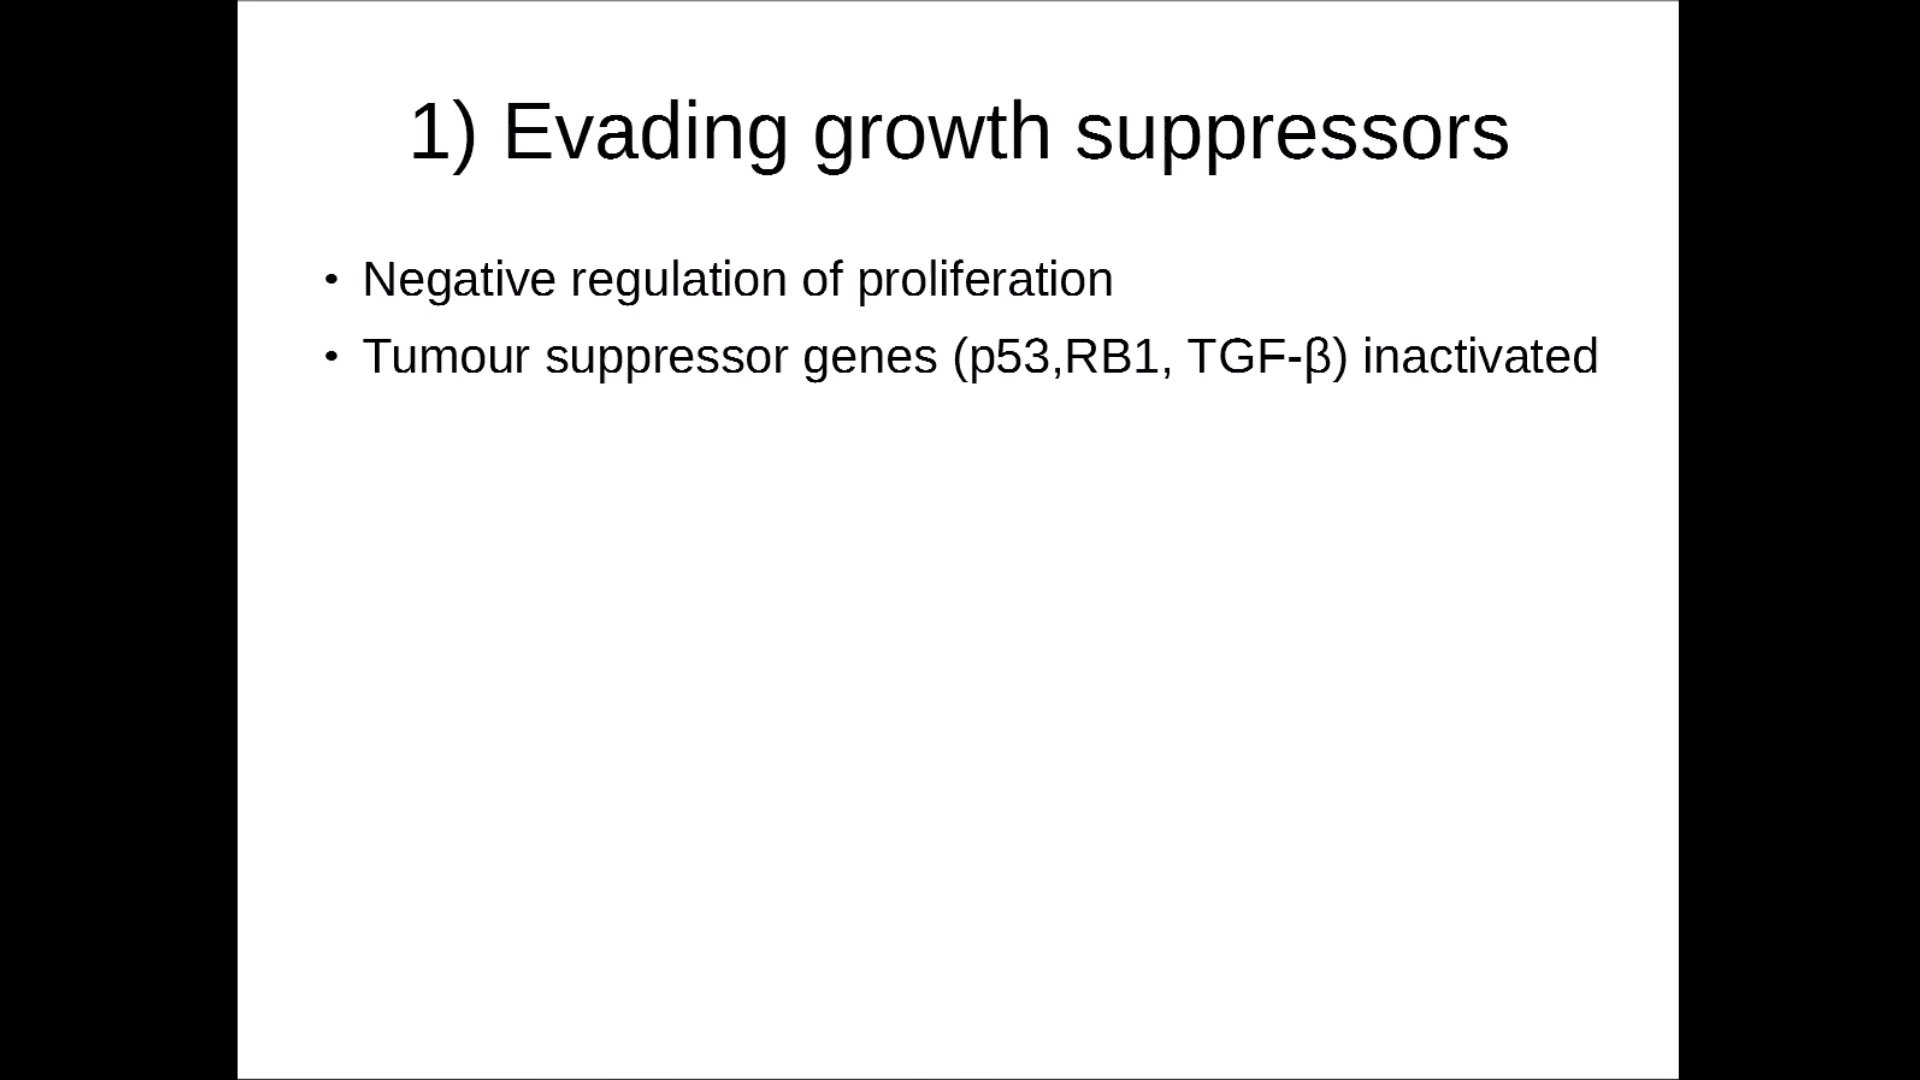 1) Evading growth suppressors
• Negative regulation of proliferation
• Tumour suppressor genes (p53,RB1, TGF-β) inactivated